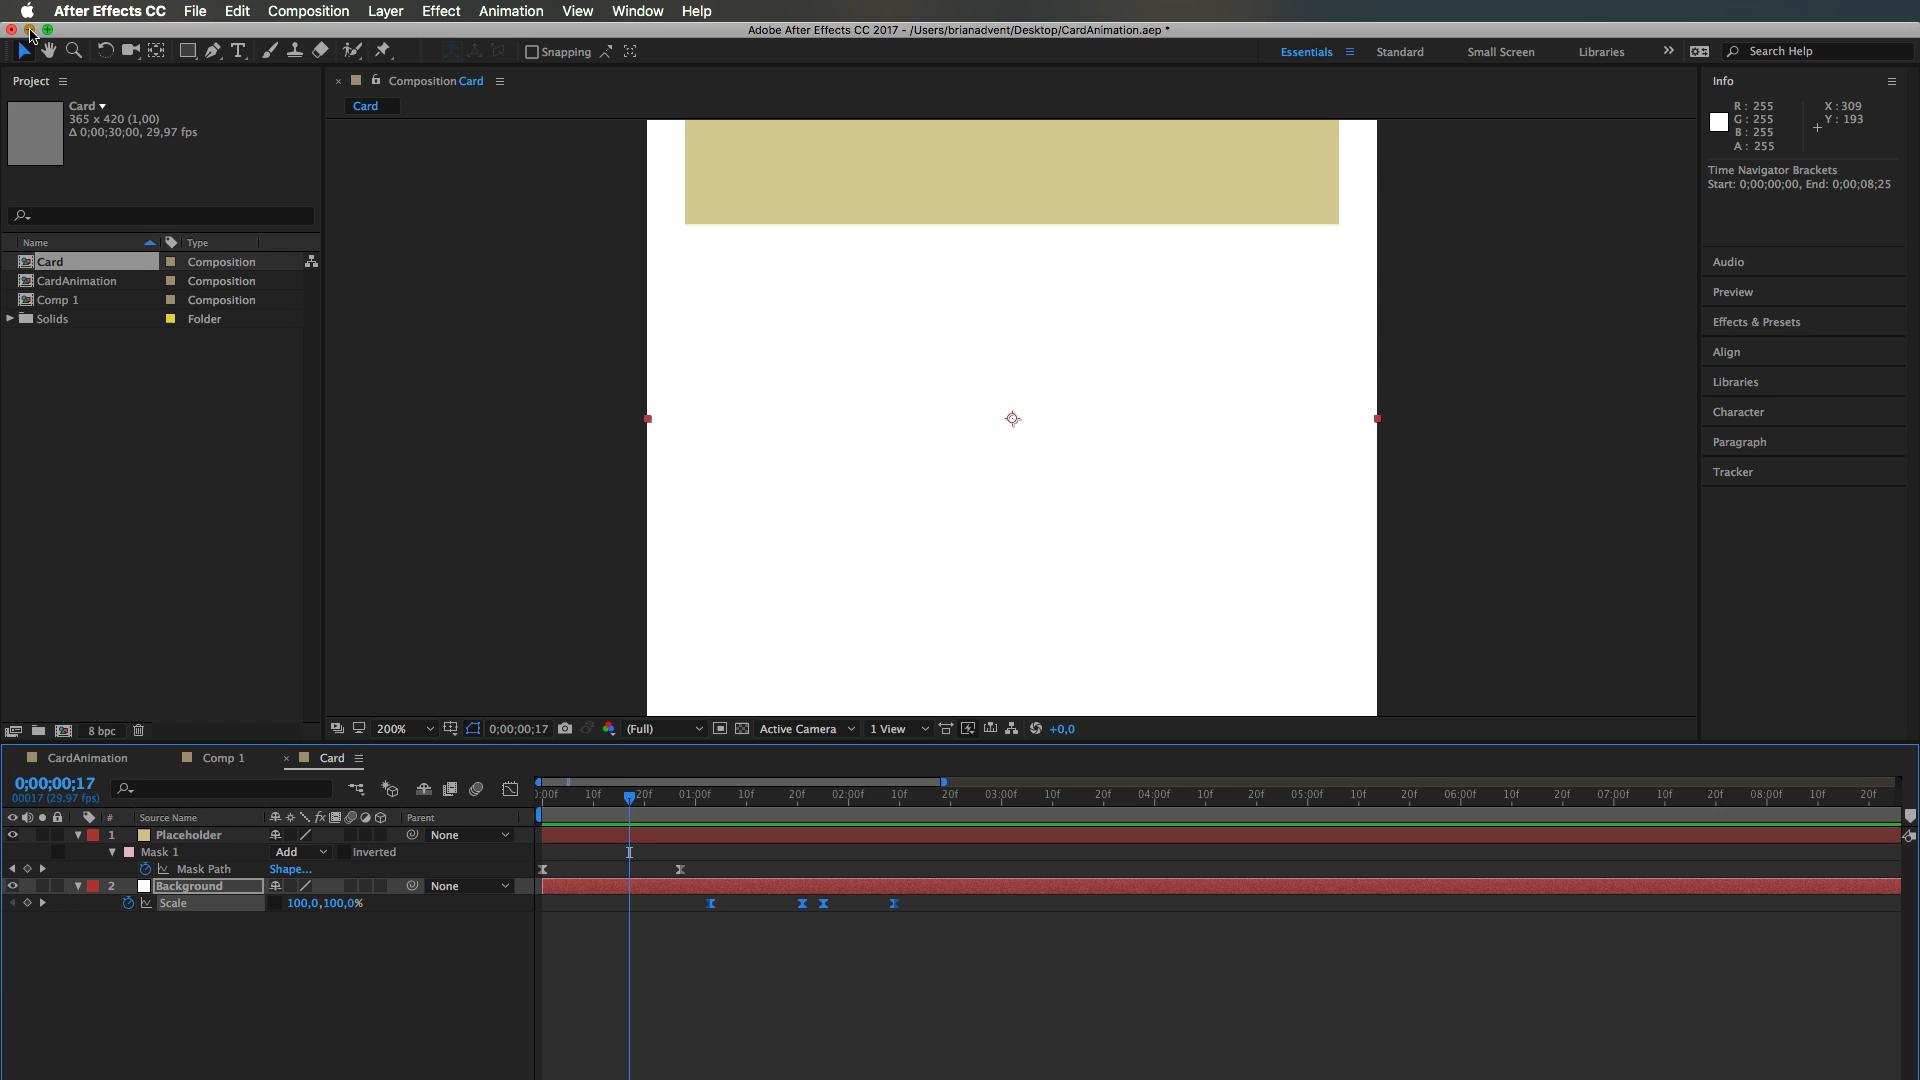 After Effects CC File Edit Composition Layer Effect Animation View Window Help
Adobe After Effects CC 2017 - /Users/brianadvent/Desktop/CardAnimation.aep *
Snapping Essentials Standard Small Screen Libraries >> Search Help
Project
Card
365 x 420 (1,00)
Δ 0;00;30;00, 29,97 fps
Name Type
Card Composition
CardAnimation Composition
Comp 1 Composition
Solids Folder
8 bpc
Composition Card
Card
200% 0;00;00;17 (Full) Active Camera 1 View +0,0
Info
R: 255 X: 309
G: 255 Y: 193
B: 255
A: 255
Time Navigator Brackets
Start: 0;00;00;00, End: 0;00;08;25
Audio
Preview
Effects & Presets
Align
Libraries
Character
Paragraph
Tracker
CardAnimation Comp 1 Card
0;00;00;17
00017 (29.97 fps)
:00f 10f 20f 01:00f 10f 20f 02:00f 10f 20f 03:00f 10f 20f 04:00f 10f 20f 05:00f 10f 20f 06:00f 10f 20f 07:00f 10f 20f 08:00f 10f 20f
# Source Name fx Parent
1 Placeholder None
Mask 1 Add Inverted
Mask Path Shape...
2 Background None
Scale 100,0,100,0%